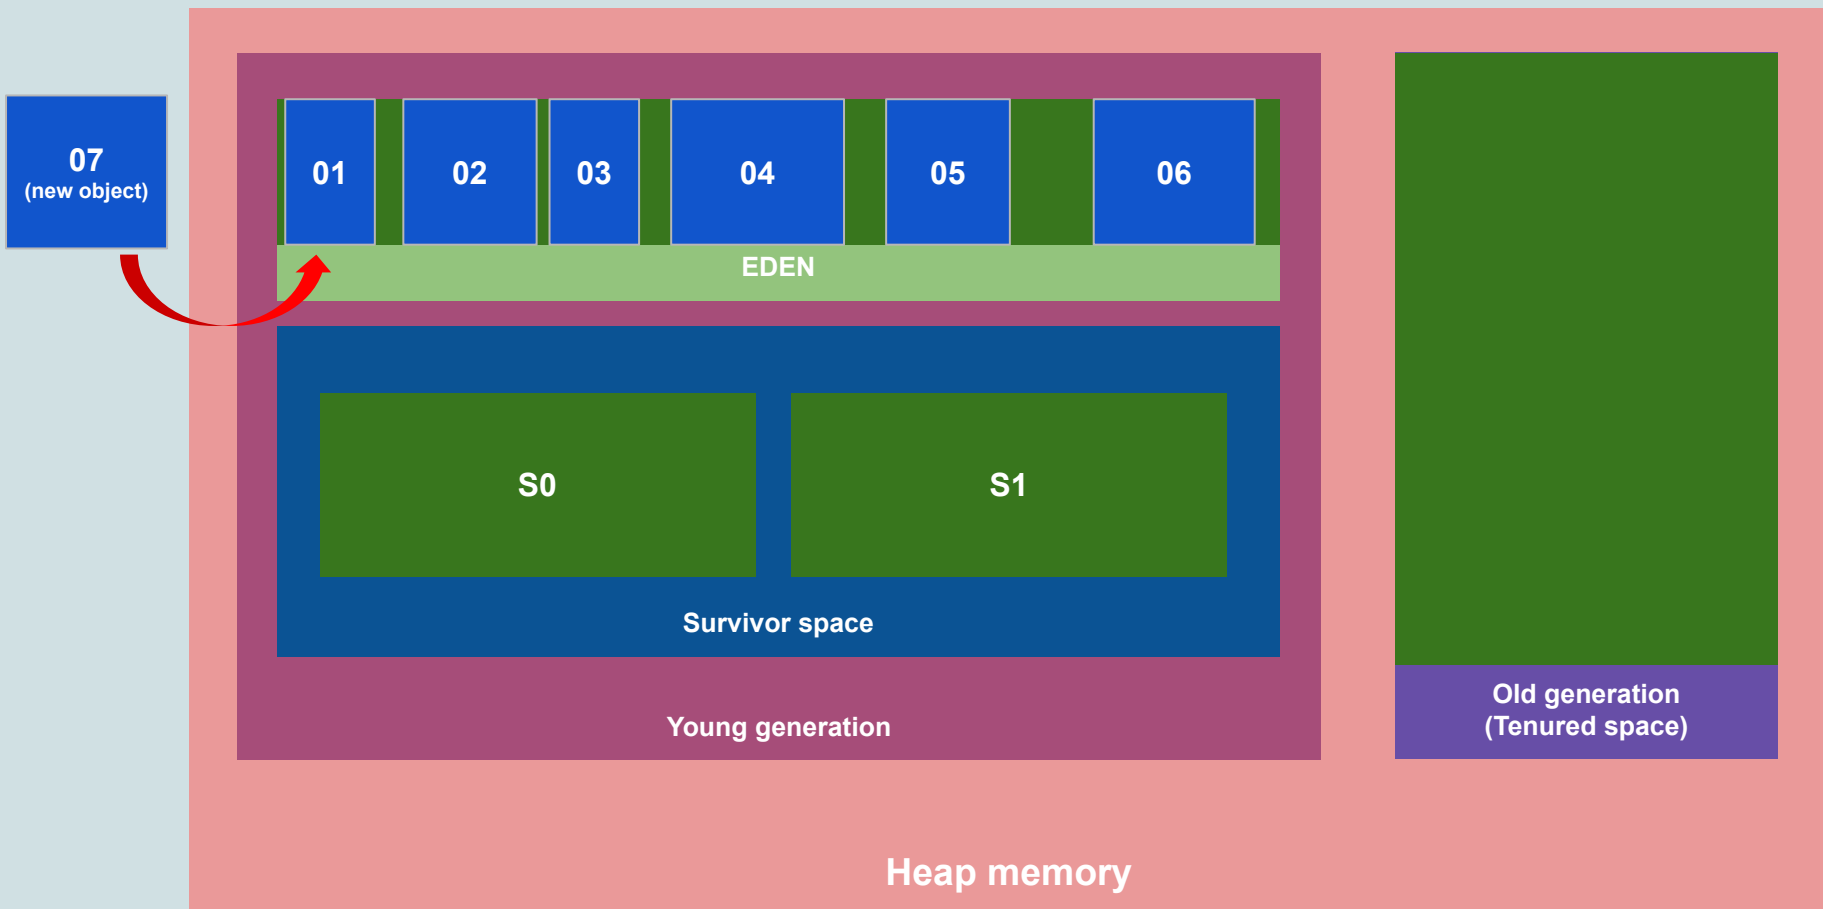 07
(new object)
01
02
03
04
05
06
EDEN
S0
S1
Survivor space
Young generation
Old generation
(Tenured space)
Heap memory